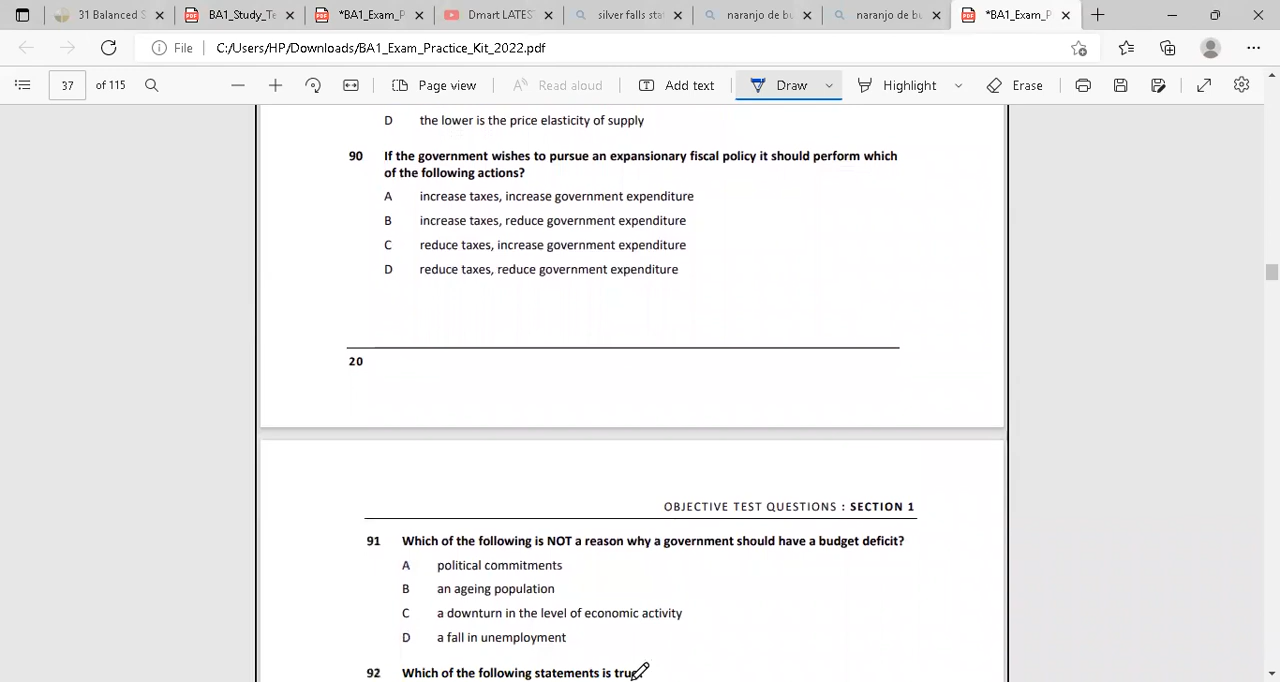 31 Balanced S
BA1_Study_Te
*BA1_Exam_P
Dmart LATES
silver falls sta
naranjo de bu
naranjo de bu
*BA1_Exam_P
File
C:/Users/HP/Downloads/BA1_Exam_Practice_Kit_2022.pdf
37 of 115
Page view
Read aloud
Add text
Draw
Highlight
Erase
D the lower is the price elasticity of supply
90 If the government wishes to pursue an expansionary fiscal policy it should perform which
of the following actions?
A increase taxes, increase government expenditure
B increase taxes, reduce government expenditure
C reduce taxes, increase government expenditure
D reduce taxes, reduce government expenditure
20
OBJECTIVE TEST QUESTIONS : SECTION 1
91 Which of the following is NOT a reason why a government should have a budget deficit?
A political commitments
B an ageing population
C a downturn in the level of economic activity
D a fall in unemployment
92 Which of the following statements is true